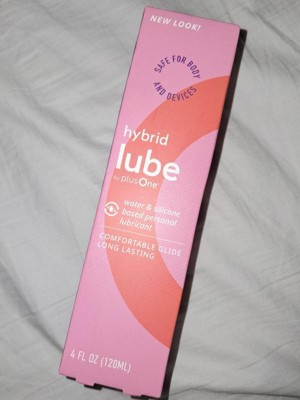 NEW LOOK!
SAFE FOR BODY
AND DEVICES
hybrid
lube
by plusOne
water & silicone
based personal
lubricant
COMFORTABLE GLIDE
LONG LASTING
4 FL OZ (120ML)